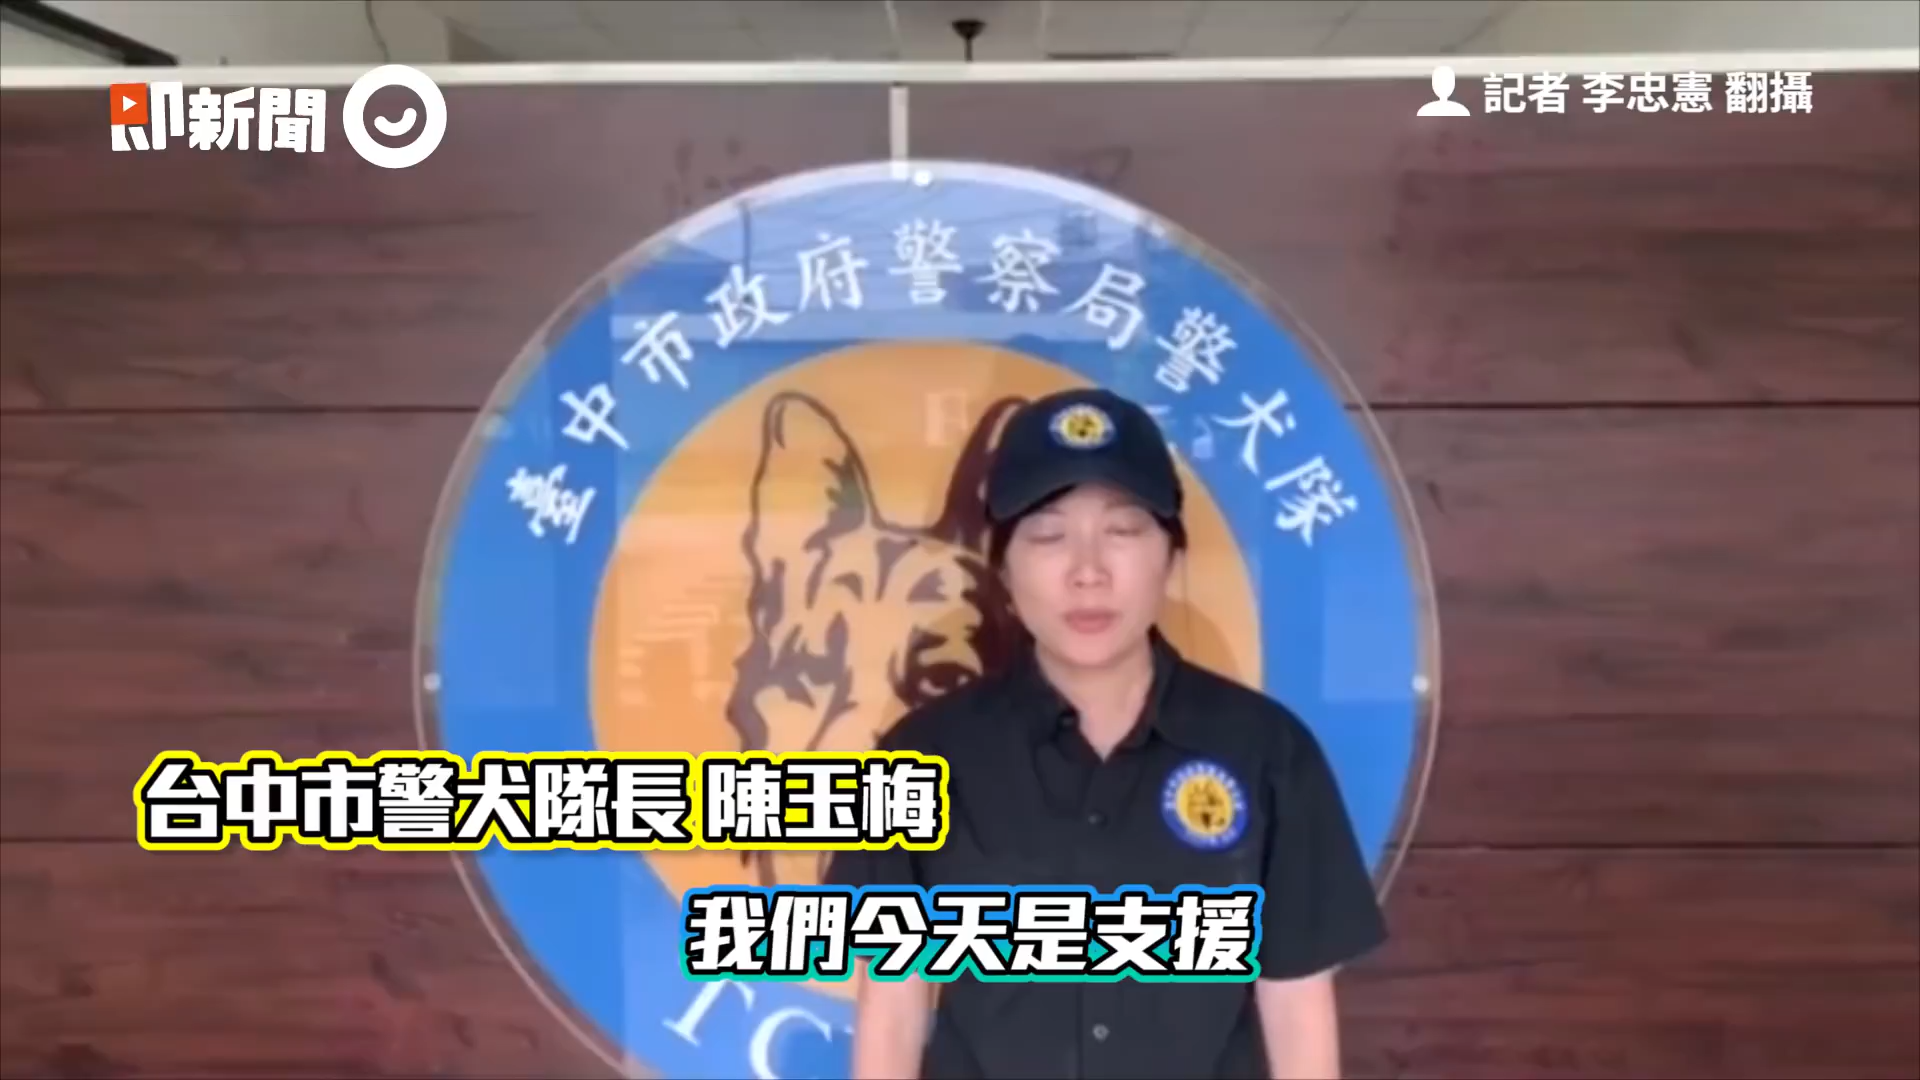 即新聞
記者 李忠憲 翻攝
臺中市政府警察局警犬隊
台中市警犬隊長 陳玉梅
我們今天是支援